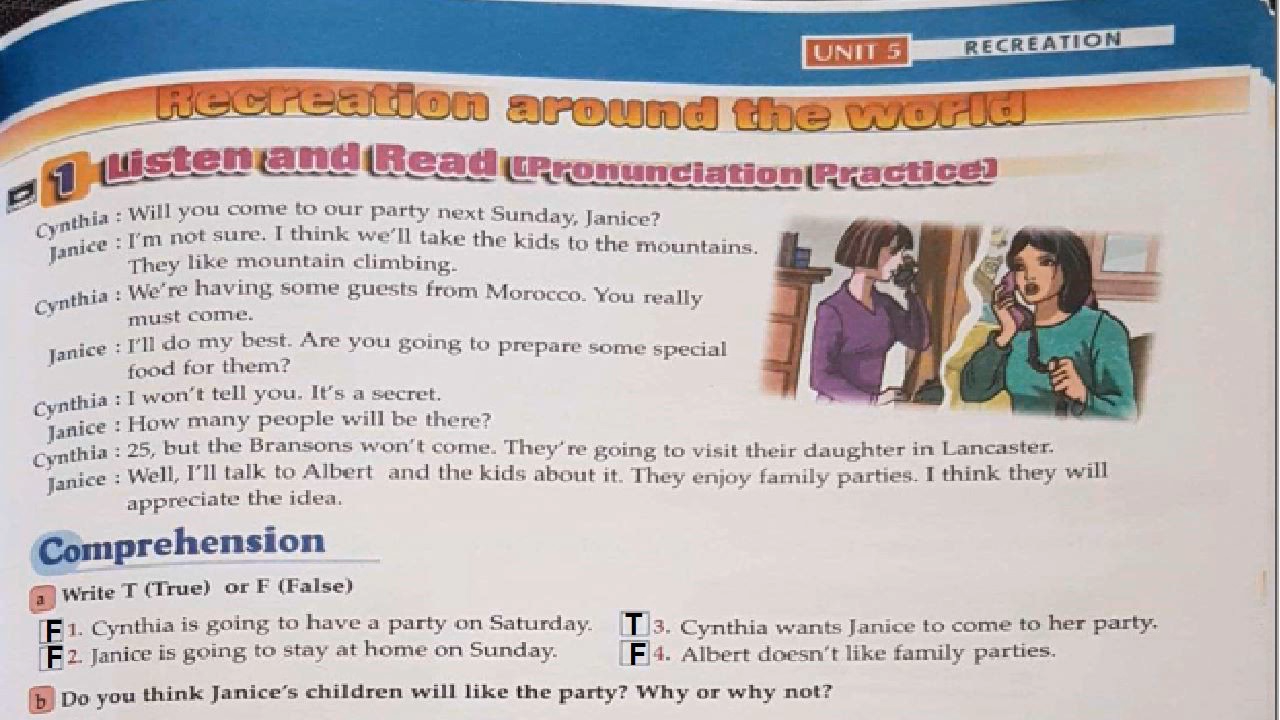 UNIT 5 RECREATION
Recreation around the world
1 Listen and Read (Pronunciation Practice)
Cynthia : Will you come to our party next Sunday, Janice?
Janice : I'm not sure. I think we'll take the kids to the mountains.
They like mountain climbing.
Cynthia : We're having some guests from Morocco. You really
must come.
Janice : I'll do my best. Are you going to prepare some special
food for them?
Cynthia : I won't tell you. It's a secret.
Janice : How many people will be there?
Cynthia : 25, but the Bransons won't come. They're going to visit their daughter in Lancaster.
Janice : Well, I'll talk to Albert and the kids about it. They enjoy family parties. I think they will
appreciate the idea.
Comprehension
a Write T (True) or F (False)
F 1. Cynthia is going to have a party on Saturday.
F 2. Janice is going to stay at home on Sunday.
T 3. Cynthia wants Janice to come to her party.
F 4. Albert doesn't like family parties.
b Do you think Janice's children will like the party? Why or why not?